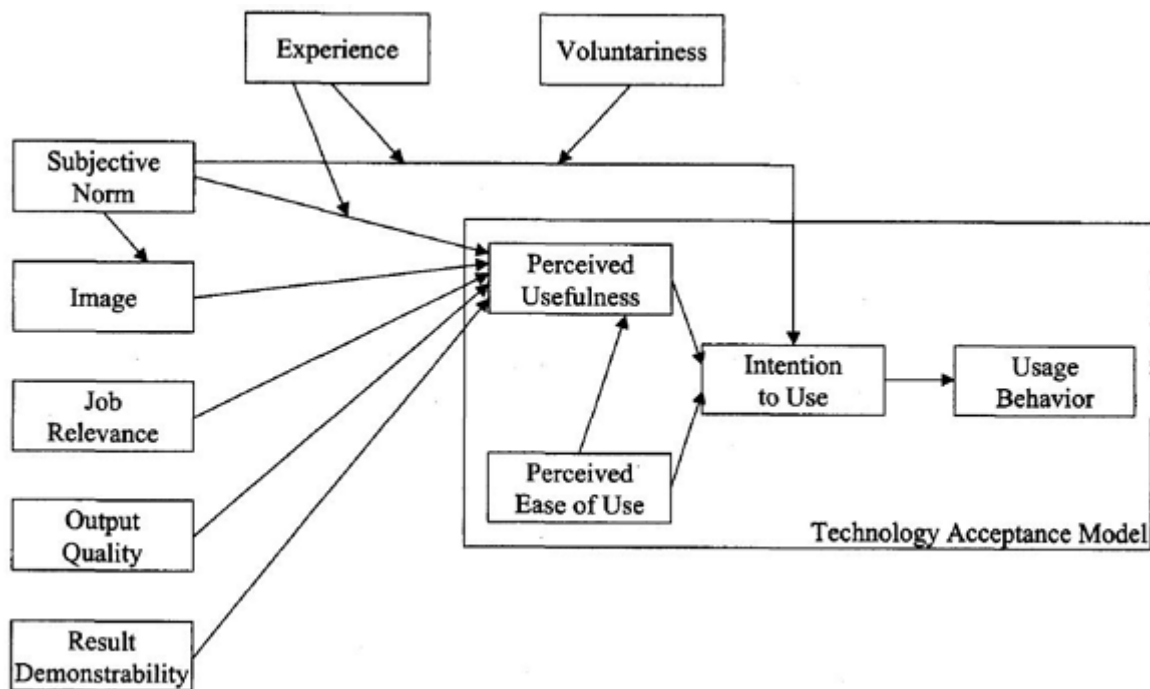 Experience
Voluntariness
Subjective
Norm
Image
Job
Relevance
Output
Quality
Result
Demonstrability
Perceived
Usefulness
Intention
to Use
Usage
Behavior
Perceived
Ease of Use
Technology Acceptance Model